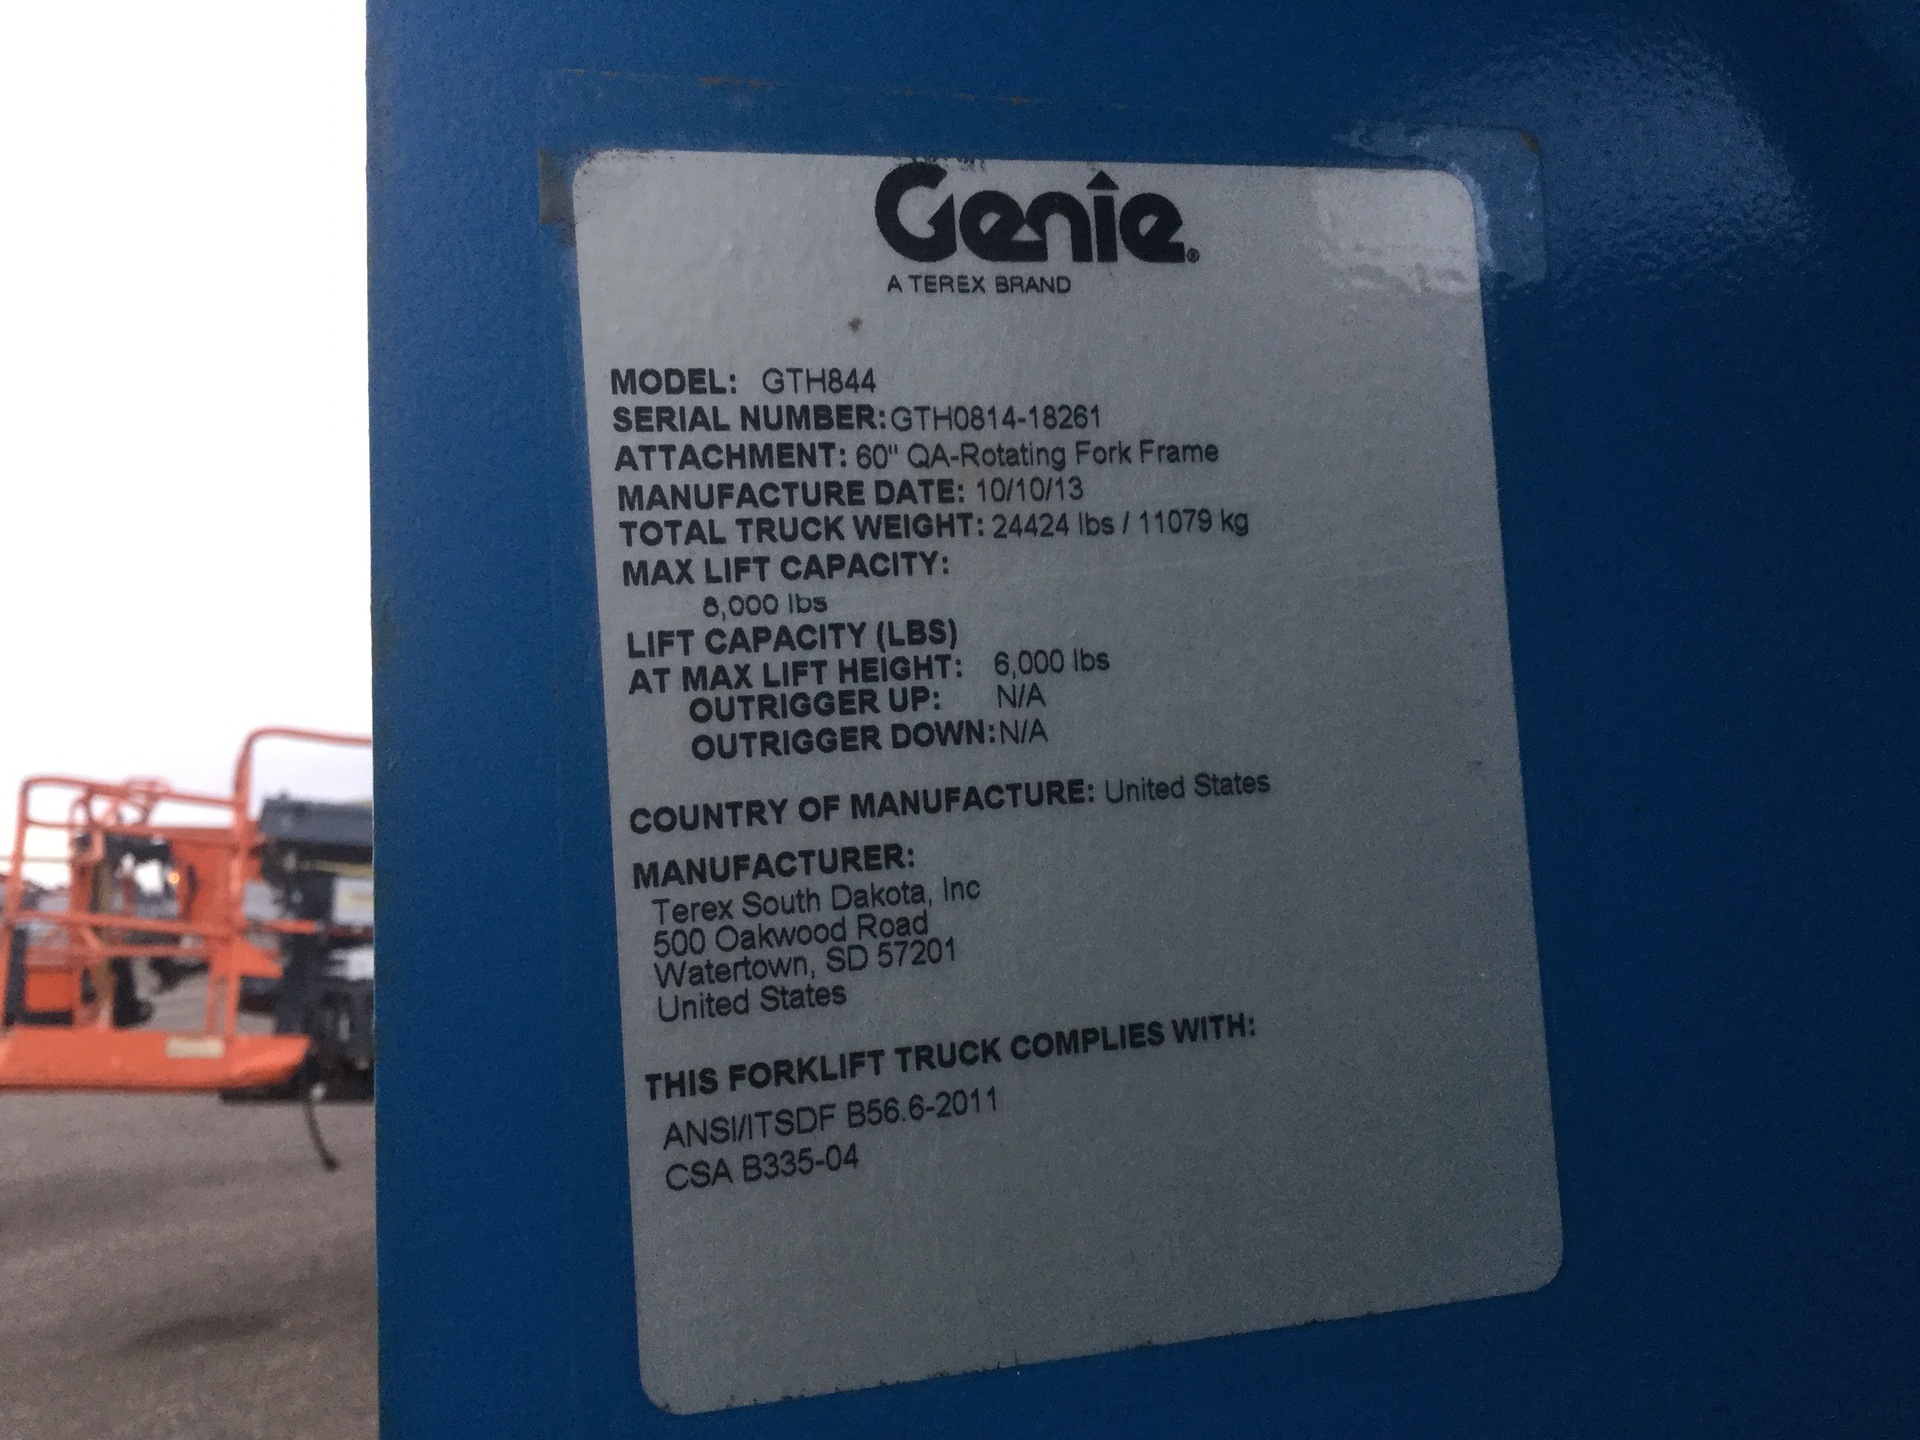 Genie®
A TEREX BRAND
MODEL: GTH844
SERIAL NUMBER: GTH0814-18261
ATTACHMENT: 60" QA-Rotating Fork Frame
MANUFACTURE DATE: 10/10/13
TOTAL TRUCK WEIGHT: 24424 lbs / 11079 kg
MAX LIFT CAPACITY:
8,000 lbs
LIFT CAPACITY (LBS)
AT MAX LIFT HEIGHT: 6,000 lbs
OUTRIGGER UP: N/A
OUTRIGGER DOWN: N/A
COUNTRY OF MANUFACTURE: United States
MANUFACTURER:
Terex South Dakota, Inc
500 Oakwood Road
Watertown, SD 57201
United States
THIS FORKLIFT TRUCK COMPLIES WITH:
ANSI/ITSDF B56.6-2011
CSA B335-04